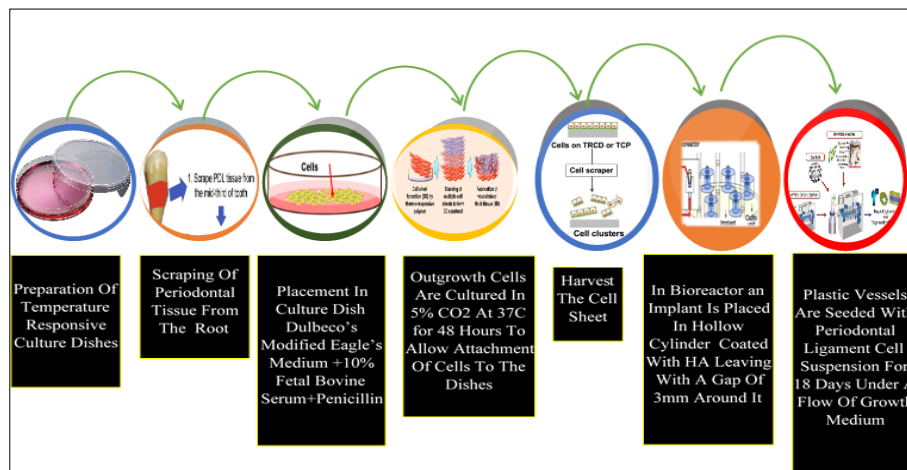 1. Scrape PDL tissue from
the mid-third of tooth
Cells
Cells on TRCD or TCP
Cell scraper
Cell clusters
Preparation Of
Temperature
Responsive
Culture Dishes
Scraping Of
Periodontal
Tissue From
The Root
Placement In
Culture Dish
Dulbeco's
Modified Eagle's
Medium +10%
Fetal Bovine
Serum+Penicillin
Outgrowth Cells
Are Cultured In
5% CO2 At 37C
for 48 Hours To
Allow Attachment
Of Cells To The
Dishes
Harvest
The Cell
Sheet
In Bioreactor an
Implant Is Placed
In Hollow
Cylinder Coated
With HA Leaving
With A Gap Of
3mm Around It
Plastic Vessels
Are Seeded With
Periodontal
Ligament Cell
Suspension For
18 Days Under A
Flow Of Growth
Medium